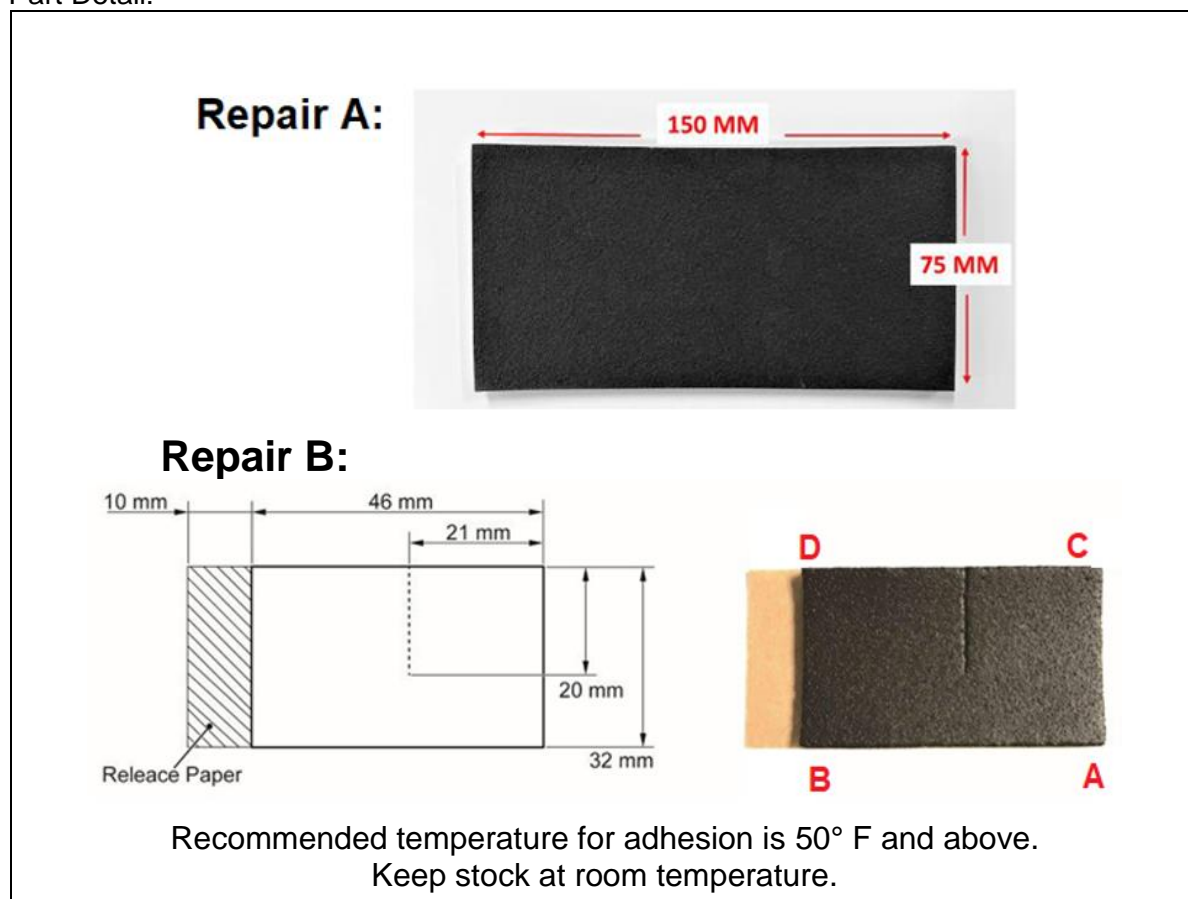 Part Detail:
Repair A:
150 MM
75 MM
Repair B:
10 mm
46 mm
21 mm
20 mm
32 mm
Releace Paper
D
C
B
A
Recommended temperature for adhesion is 50° F and above.
Keep stock at room temperature.